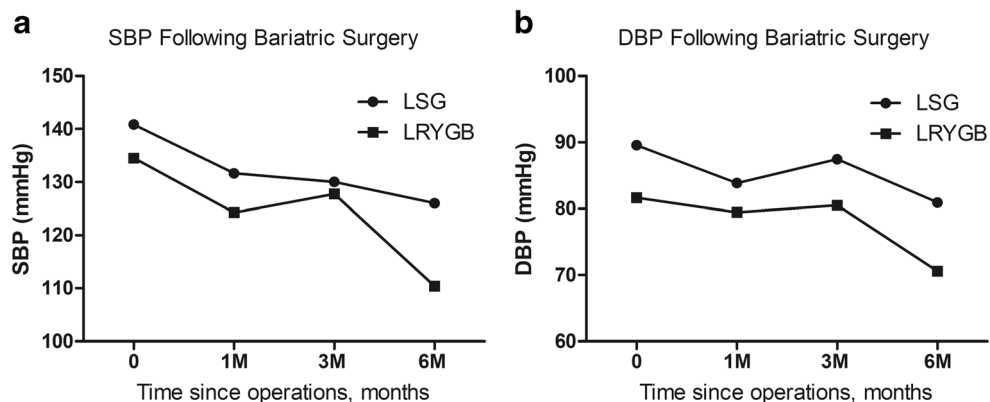 a
SBP Following Bariatric Surgery
150
140
130
120
110
100
SBP (mmHg)
LSG
LRYGB
0 1M 3M 6M
Time since operations, months
b
DBP Following Bariatric Surgery
100
90
80
70
60
DBP (mmHg)
LSG
LRYGB
0 1M 3M 6M
Time since operations, months